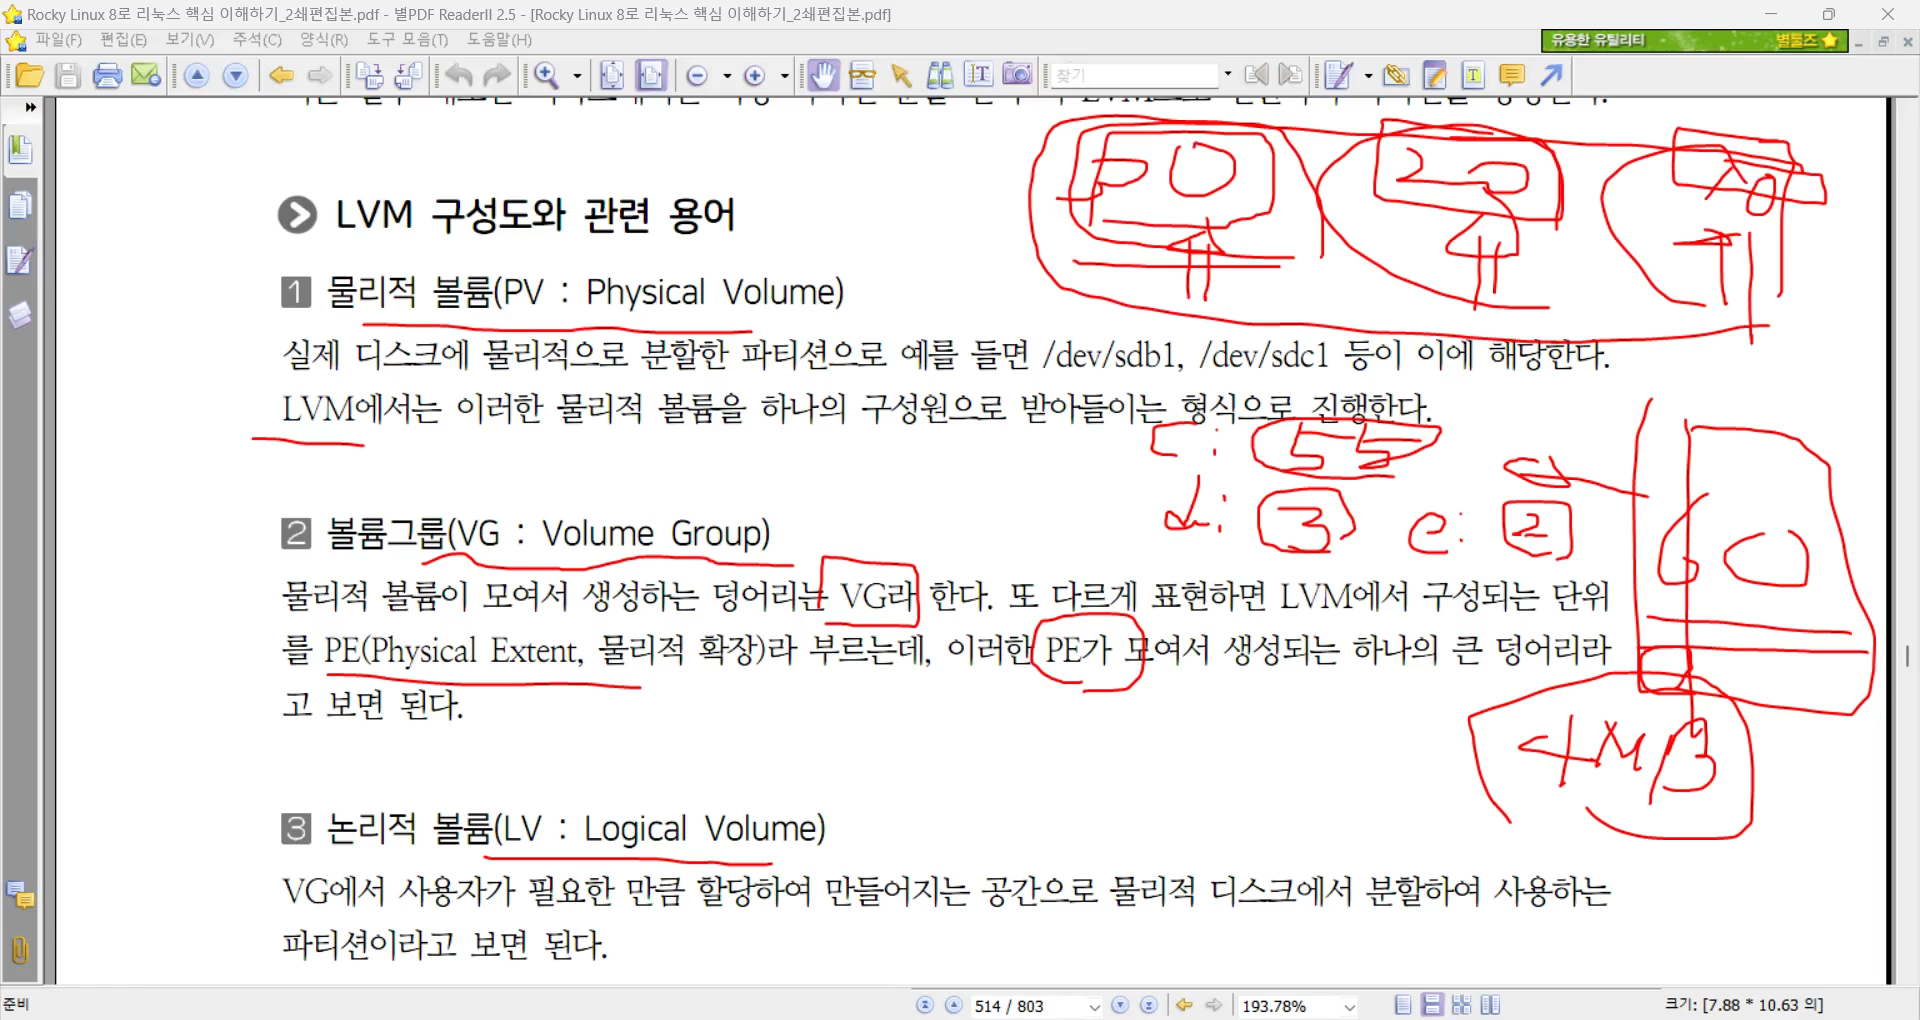 Rocky Linux 8로 리눅스 핵심 이해하기_2쇄편집본.pdf - 별PDF ReaderII 2.5 - [Rocky Linux 8로 리눅스 핵심 이해하기_2쇄편집본.pdf]
파일(F) 편집(E) 보기(V) 주석(C) 양식(R) 도구 모음(T) 도움말(H)
유용한 유틸리티 별툴즈
찾기
LVM 구성도와 관련 용어
1 물리적 볼륨(PV : Physical Volume)
실제 디스크에 물리적으로 분할한 파티션으로 예를 들면 /dev/sdb1, /dev/sdc1 등이 이에 해당한다.
LVM에서는 이러한 물리적 볼륨을 하나의 구성원으로 받아들이는 형식으로 진행한다.
c: 55
d: 3 e: 2
2 볼륨그룹(VG : Volume Group)
물리적 볼륨이 모여서 생성하는 덩어리는 VG라 한다. 또 다르게 표현하면 LVM에서 구성되는 단위
를 PE(Physical Extent, 물리적 확장)라 부르는데, 이러한 PE가 모여서 생성되는 하나의 큰 덩어리라
고 보면 된다.
60
4MB
3 논리적 볼륨(LV : Logical Volume)
VG에서 사용자가 필요한 만큼 할당하여 만들어지는 공간으로 물리적 디스크에서 분할하여 사용하는
파티션이라고 보면 된다.
준비
514 / 803
193.78%
크기: [7.88 * 10.63 의]